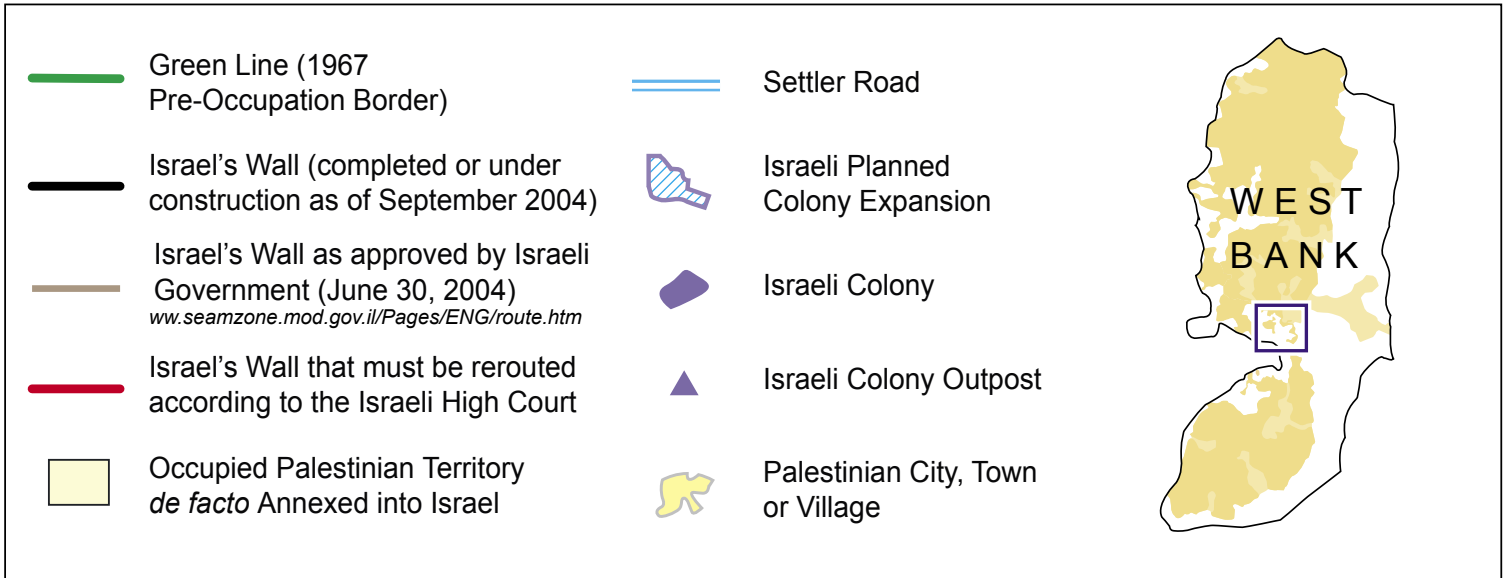 Green Line (1967
Pre-Occupation Border)
Israel's Wall (completed or under
construction as of September 2004)
Israel's Wall as approved by Israeli
Government (June 30, 2004)
ww.seamzone.mod.gov.il/Pages/ENG/route.htm
Israel's Wall that must be rerouted
according to the Israeli High Court
Occupied Palestinian Territory
de facto Annexed into Israel
Settler Road
Israeli Planned
Colony Expansion
Israeli Colony
Israeli Colony Outpost
Palestinian City, Town
or Village
WEST
BANK